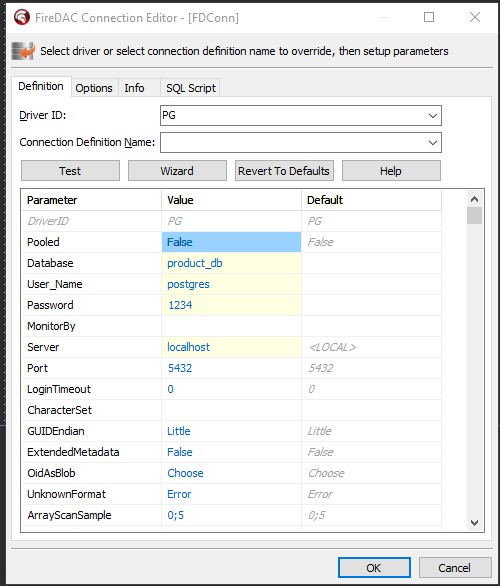 FireDAC Connection Editor - [FDConn]
Select driver or select connection definition name to override, then setup parameters
Definition Options Info SQL Script
Driver ID: PG
Connection Definition Name:
Test Wizard Revert To Defaults Help
Parameter Value Default
DriverID PG PG
Pooled False False
Database product_db
User_Name postgres
Password 1234
MonitorBy
Server localhost <LOCAL>
Port 5432 5432
LoginTimeout 0 0
CharacterSet
GUIDEndian Little Little
ExtendedMetadata False False
OidAsBlob Choose Choose
UnknownFormat Error Error
ArrayScanSample 0;5 0;5
OK Cancel